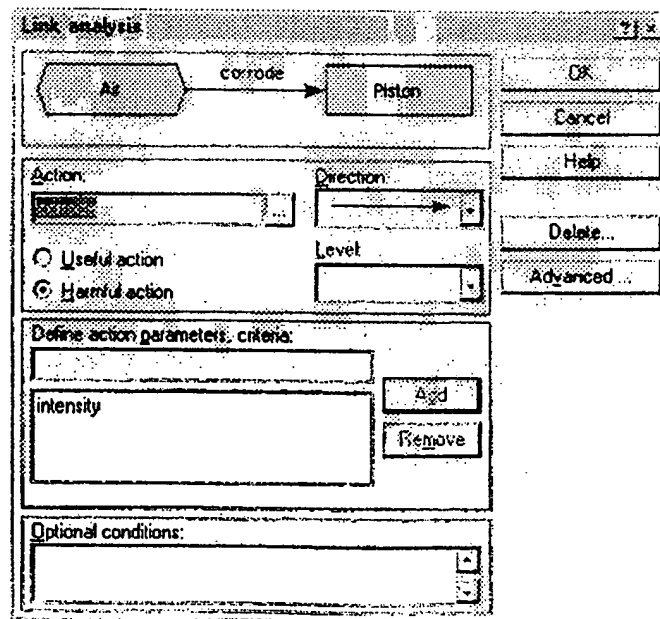 Link analysis
? ×
Air
corrode
Piston
OK
Cancel
Help
Delete...
Advanced ...
Action:
...
Direction
Useful action
Harmful action
Level:
Define action parameters, criteria:
intensity
Add
Remove
Optional conditions: